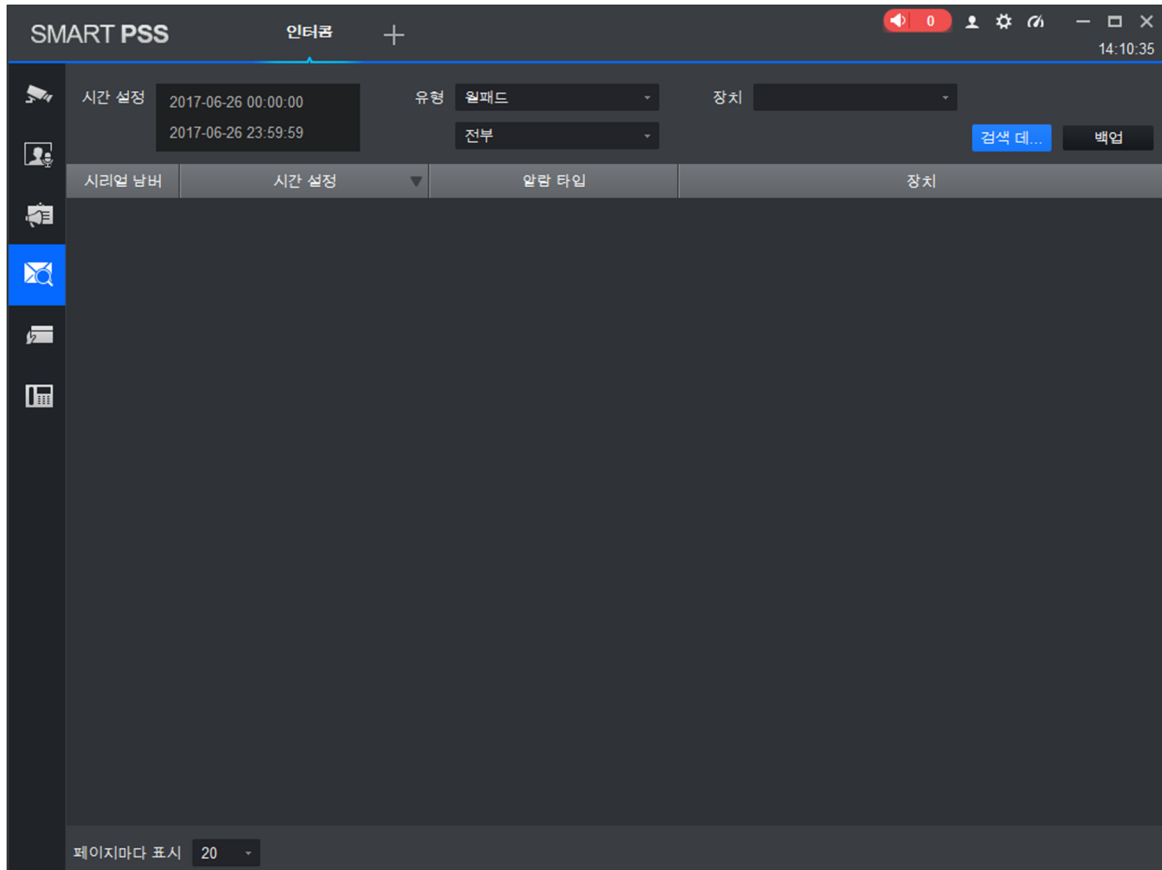 SMART PSS 인터콤 0
14:10:35
시간 설정 2017-06-26 00:00:00 유형 월패드 장치
2017-06-26 23:59:59 전부 검색 데... 백업
시리얼 남버 시간 설정 알람 타입 장치
페이지마다 표시 20